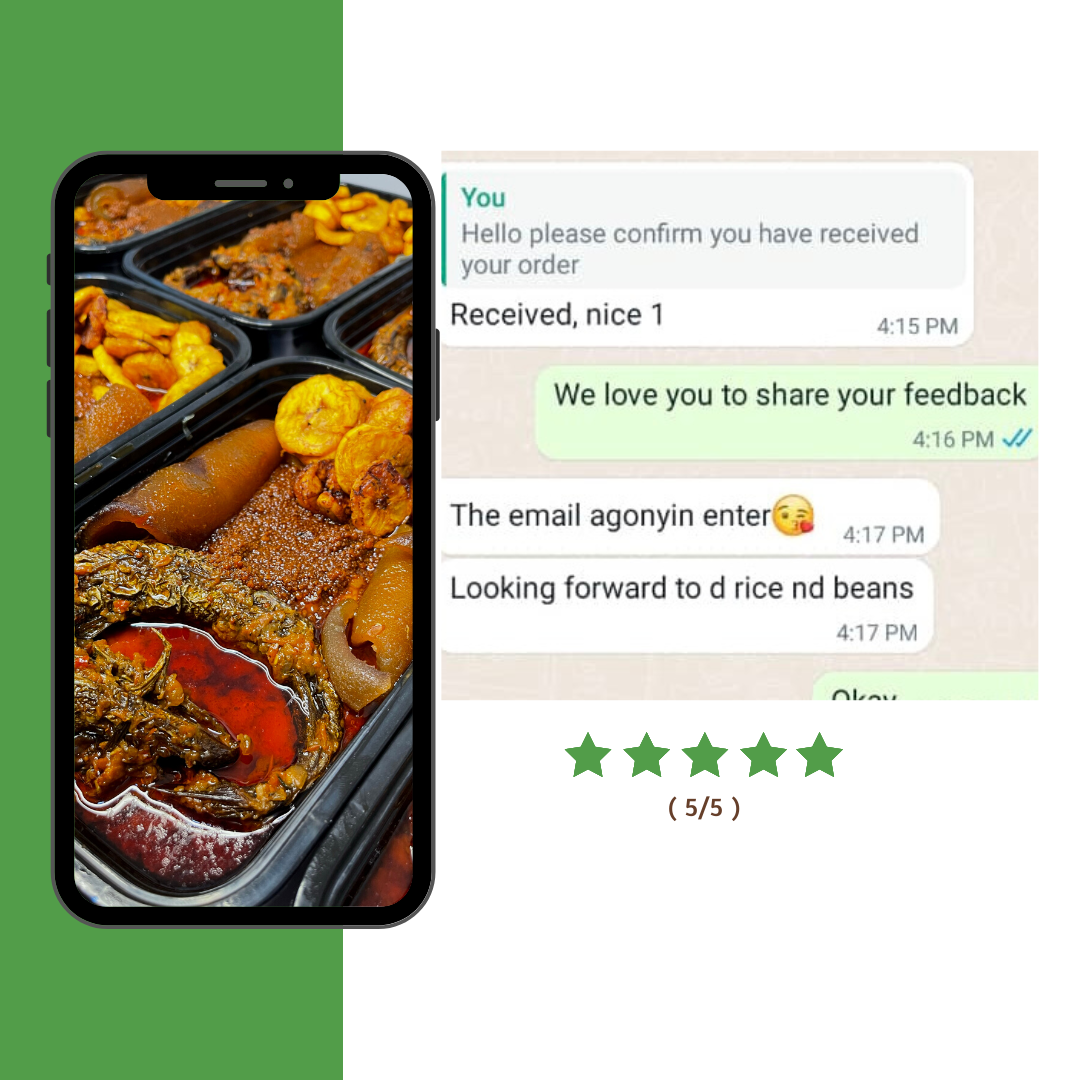 You
Hello please confirm you have received
your order
Received, nice 1
4:15 PM
We love you to share your feedback
4:16 PM
The email agonyin enter😘
4:17 PM
Looking forward to d rice nd beans
4:17 PM
Okay
( 5/5 )